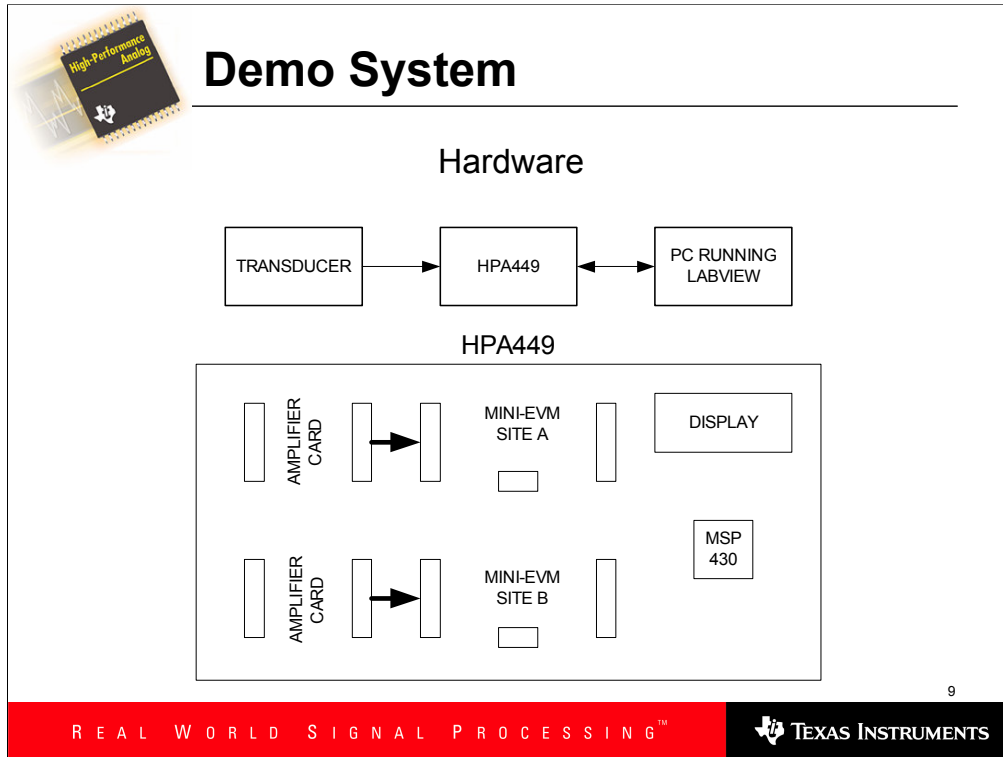 High-Performance
Analog
Demo System
Hardware
TRANSDUCER
HPA449
PC RUNNING
LABVIEW
HPA449
AMPLIFIER
CARD
MINI-EVM
SITE A
DISPLAY
MSP
430
AMPLIFIER
CARD
MINI-EVM
SITE B
9
REAL WORLD SIGNAL PROCESSING™
TEXAS INSTRUMENTS